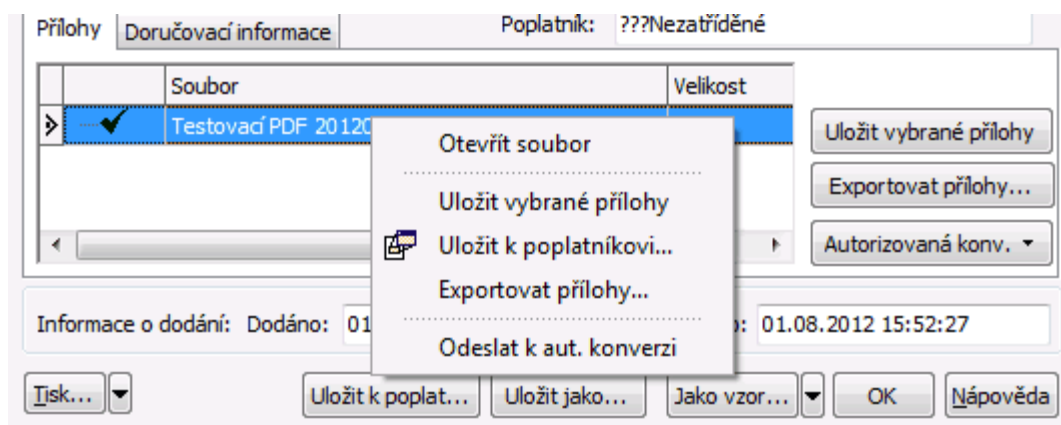 Přílohy Doručovací informace Poplatník: ???Nezatříděné
Soubor Velikost
Testovací PDF 2012
Otevřít soubor
Uložit vybrané přílohy
Uložit k poplatníkovi...
Exportovat přílohy...
Odeslat k aut. konverzi
Uložit vybrané přílohy
Exportovat přílohy...
Autorizovaná konv.
Informace o dodání: Dodáno: 01 01.08.2012 15:52:27
Tisk... Uložit k poplat... Uložit jako... Jako vzor... OK Nápověda